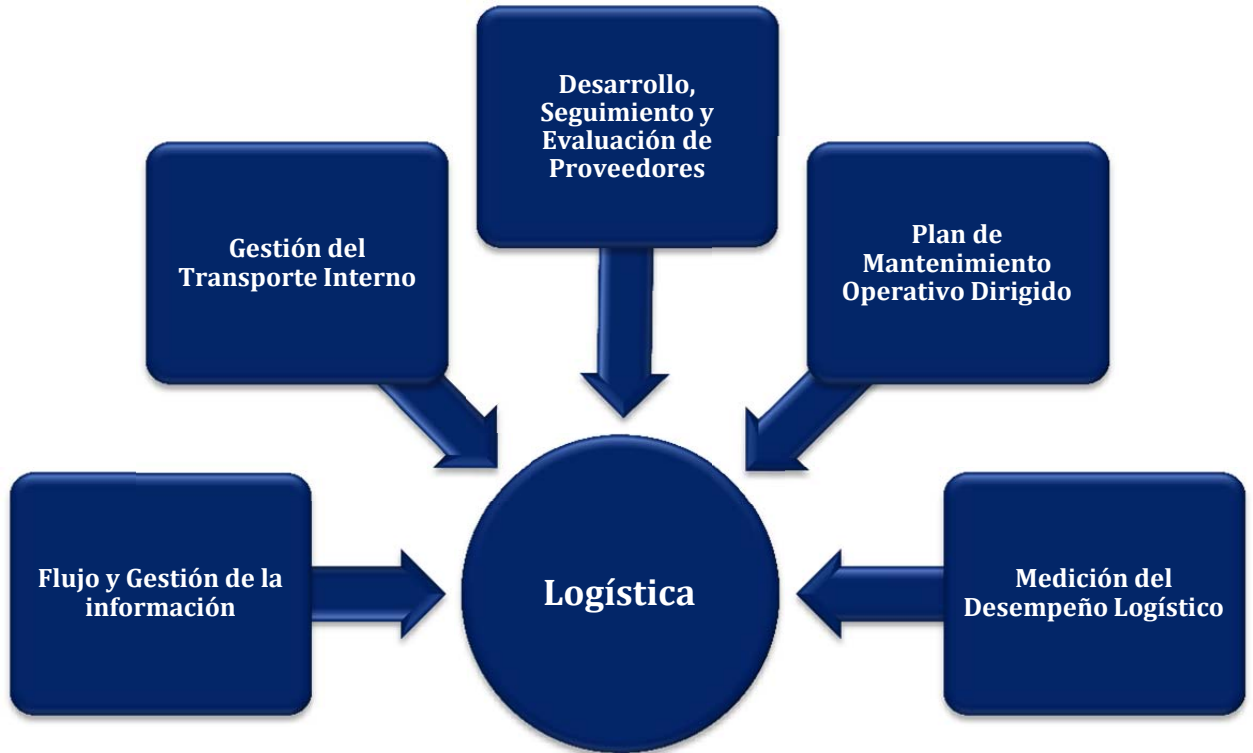 Desarrollo,
Seguimiento y
Evaluación de
Proveedores
Gestión del
Transporte Interno
Plan de
Mantenimiento
Operativo Dirigido
Flujo y Gestión de la
información
Logística
Medición del
Desempeño Logístico